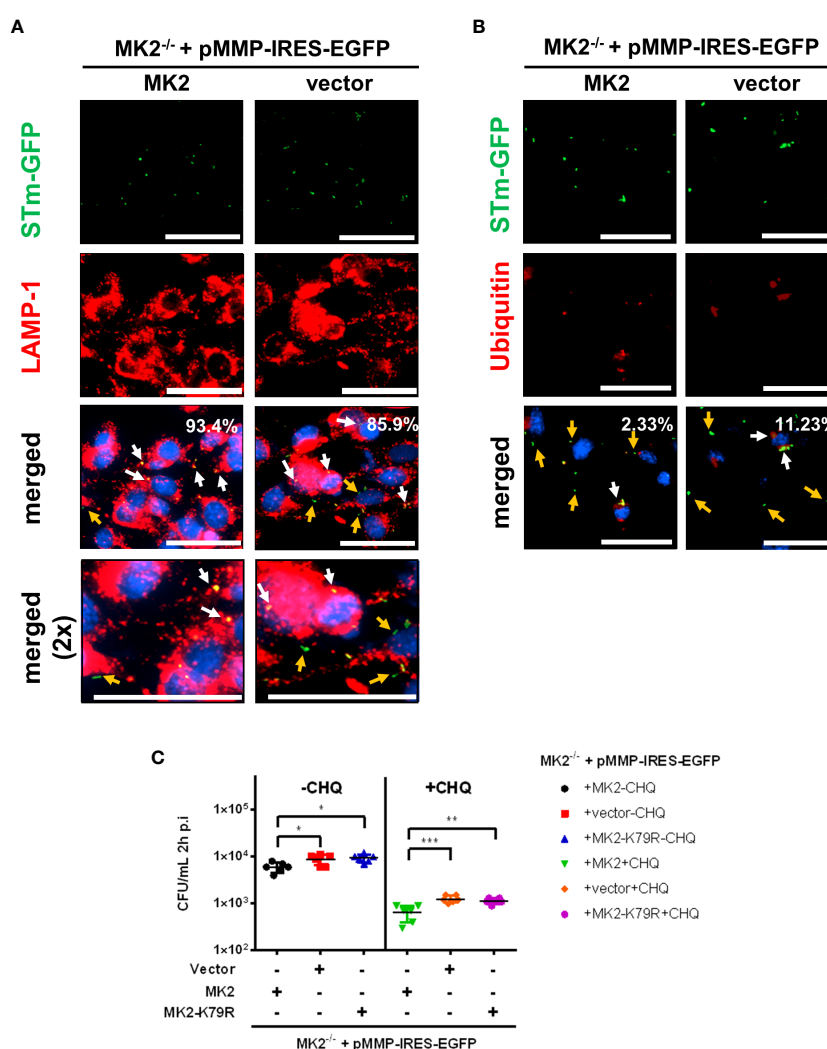 A
MK2-/- + pMMP-IRES-EGFP
MK2 vector
STm-GFP
LAMP-1
merged
93.4% 85.9%
merged
(2x)
B
MK2-/- + pMMP-IRES-EGFP
MK2 vector
STm-GFP
Ubiquitin
merged
2.33% 11.23%
C
-CHQ +CHQ
* * *** **
CFU/mL 2h p.i
1×10⁵
1×10⁴
1×10³
1×10²
Vector - + - - + -
MK2 + - - + - -
MK2-K79R - - + - - +
MK2-/- + pMMP-IRES-EGFP
MK2-/- + pMMP-IRES-EGFP
+MK2-CHQ
+vector-CHQ
+MK2-K79R-CHQ
+MK2+CHQ
+vector+CHQ
+MK2-K79R+CHQ